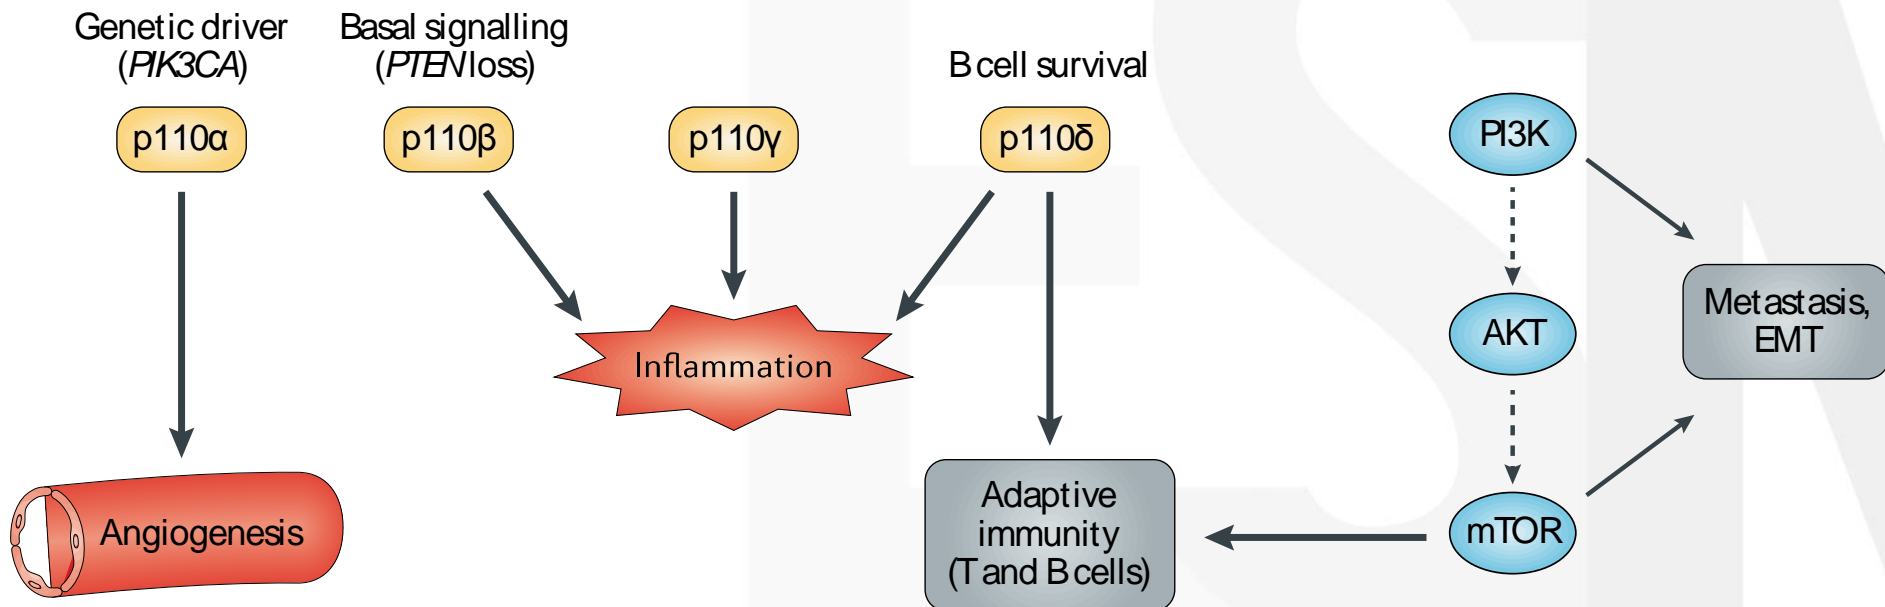 Genetic driver
(PIK3CA)
Basal signalling
(PTEN loss)
B cell survival
p110α
p110β
p110γ
p110δ
PI3K
Metastasis,
EMT
AKT
Inflammation
Angiogenesis
Adaptive
immunity
(T and B cells)
mTOR